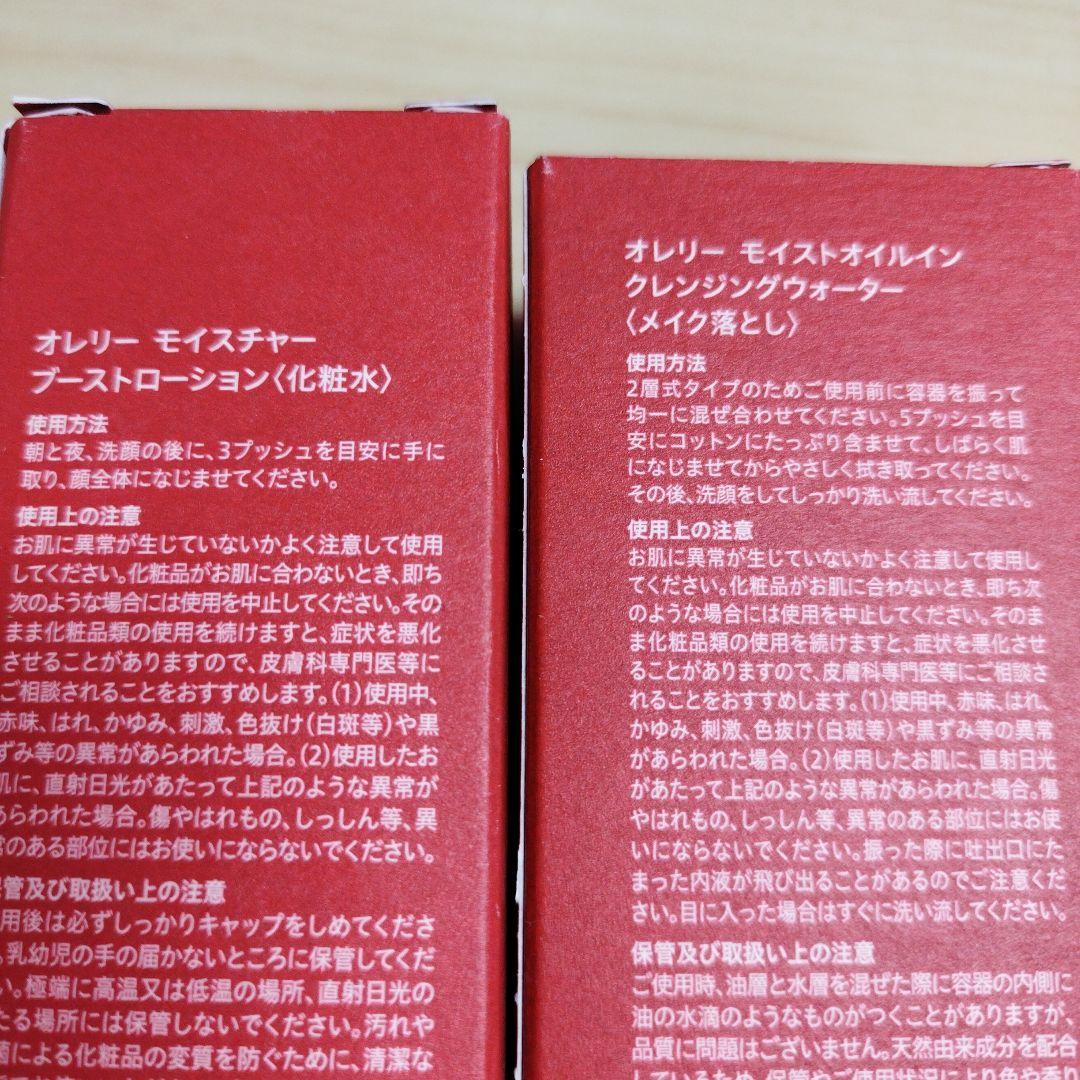 オレリー モイスチャー
ブーストローション〈化粧水〉
使用方法
朝と夜、洗顔の後に、3プッシュを目安に手に
取り、顔全体になじませてください。
使用上の注意
お肌に異常が生じていないかよく注意して使用
してください。化粧品がお肌に合わないとき、即ち
次のような場合には使用を中止してください。その
まま化粧品類の使用を続けますと、症状を悪化
させることがありますので、皮膚科専門医等に
ご相談されることをおすすめします。(1)使用中、
赤味、はれ、かゆみ、刺激、色抜け(白斑等)や黒
ずみ等の異常があらわれた場合。(2)使用したお
肌に、直射日光があたって上記のような異常が
あらわれた場合。傷やはれもの、しっしん等、異
常のある部位にはお使いにならないでください。
保管及び取扱い上の注意
用後は必ずしっかりキャップをしめてくださ
。乳幼児の手の届かないところに保管してくだ
い。極端に高温又は低温の場所、直射日光の
たる場所には保管しないでください。汚れや
菌による化粧品の変質を防ぐために、清潔な
オレリー モイストオイルイン
クレンジングウォーター
〈メイク落とし〉
使用方法
2層式タイプのためご使用前に容器を振って
均一に混ぜ合わせてください。5プッシュを目
安にコットンにたっぷり含ませて、しばらく肌
になじませてからやさしく拭き取ってください。
その後、洗顔をしてしっかり洗い流してください。
使用上の注意
お肌に異常が生じていないかよく注意して使用し
てください。化粧品がお肌に合わないとき、即ち次
のような場合には使用を中止してください。そのま
ま化粧品類の使用を続けますと、症状を悪化させ
ることがありますので、皮膚科専門医等にご相談さ
れることをおすすめします。(1)使用中、赤味、はれ、
かゆみ、刺激、色抜け(白斑等)や黒ずみ等の異常
があらわれた場合。(2)使用したお肌に、直射日光
があたって上記のような異常があらわれた場合。傷
やはれもの、しっしん等、異常のある部位にはお使
いにならないでください。振った際に吐出口にた
まった内液が飛び出ることがあるのでご注意くだ
さい。目に入った場合はすぐに洗い流してください。
保管及び取扱い上の注意
ご使用時、油層と水層を混ぜた際に容器の内側に
油の水滴のようなものがつくことがありますが、
品質に問題はございません。天然由来成分を配合
しているため、保管やご使用状況により色や香り